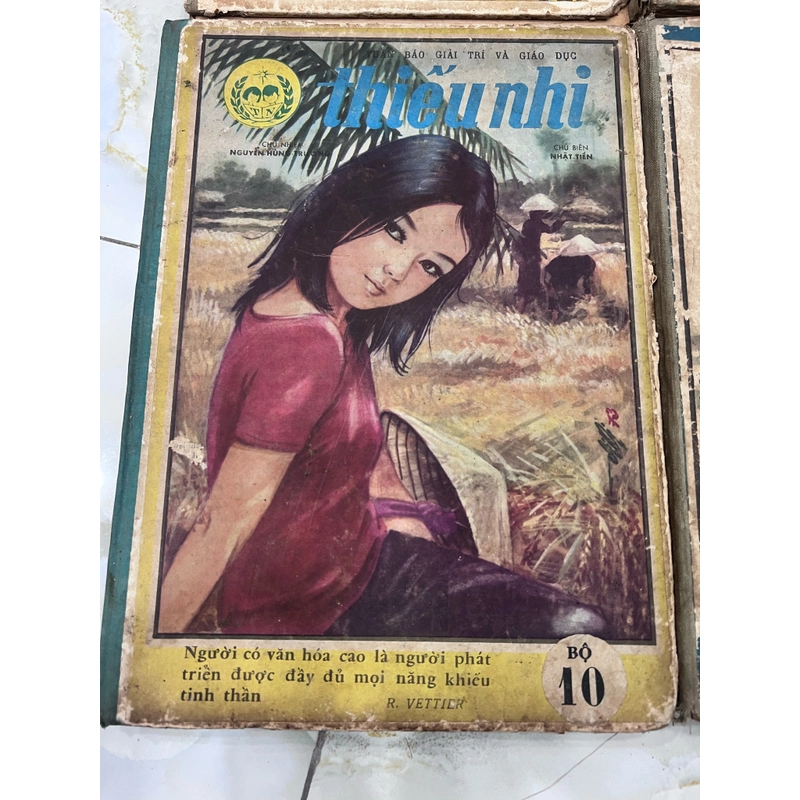 TUẦN BÁO GIẢI TRÍ VÀ GIÁO DỤC
thiếu nhi
TN
CHỦ NHIỆM
NGUYỄN HÙNG TRƯƠNG
CHỦ BIÊN
NHẬT TIẾN
Người có văn hóa cao là người phát
triển được đầy đủ mọi năng khiếu
tinh thần
R. VETTIER
BỘ
10